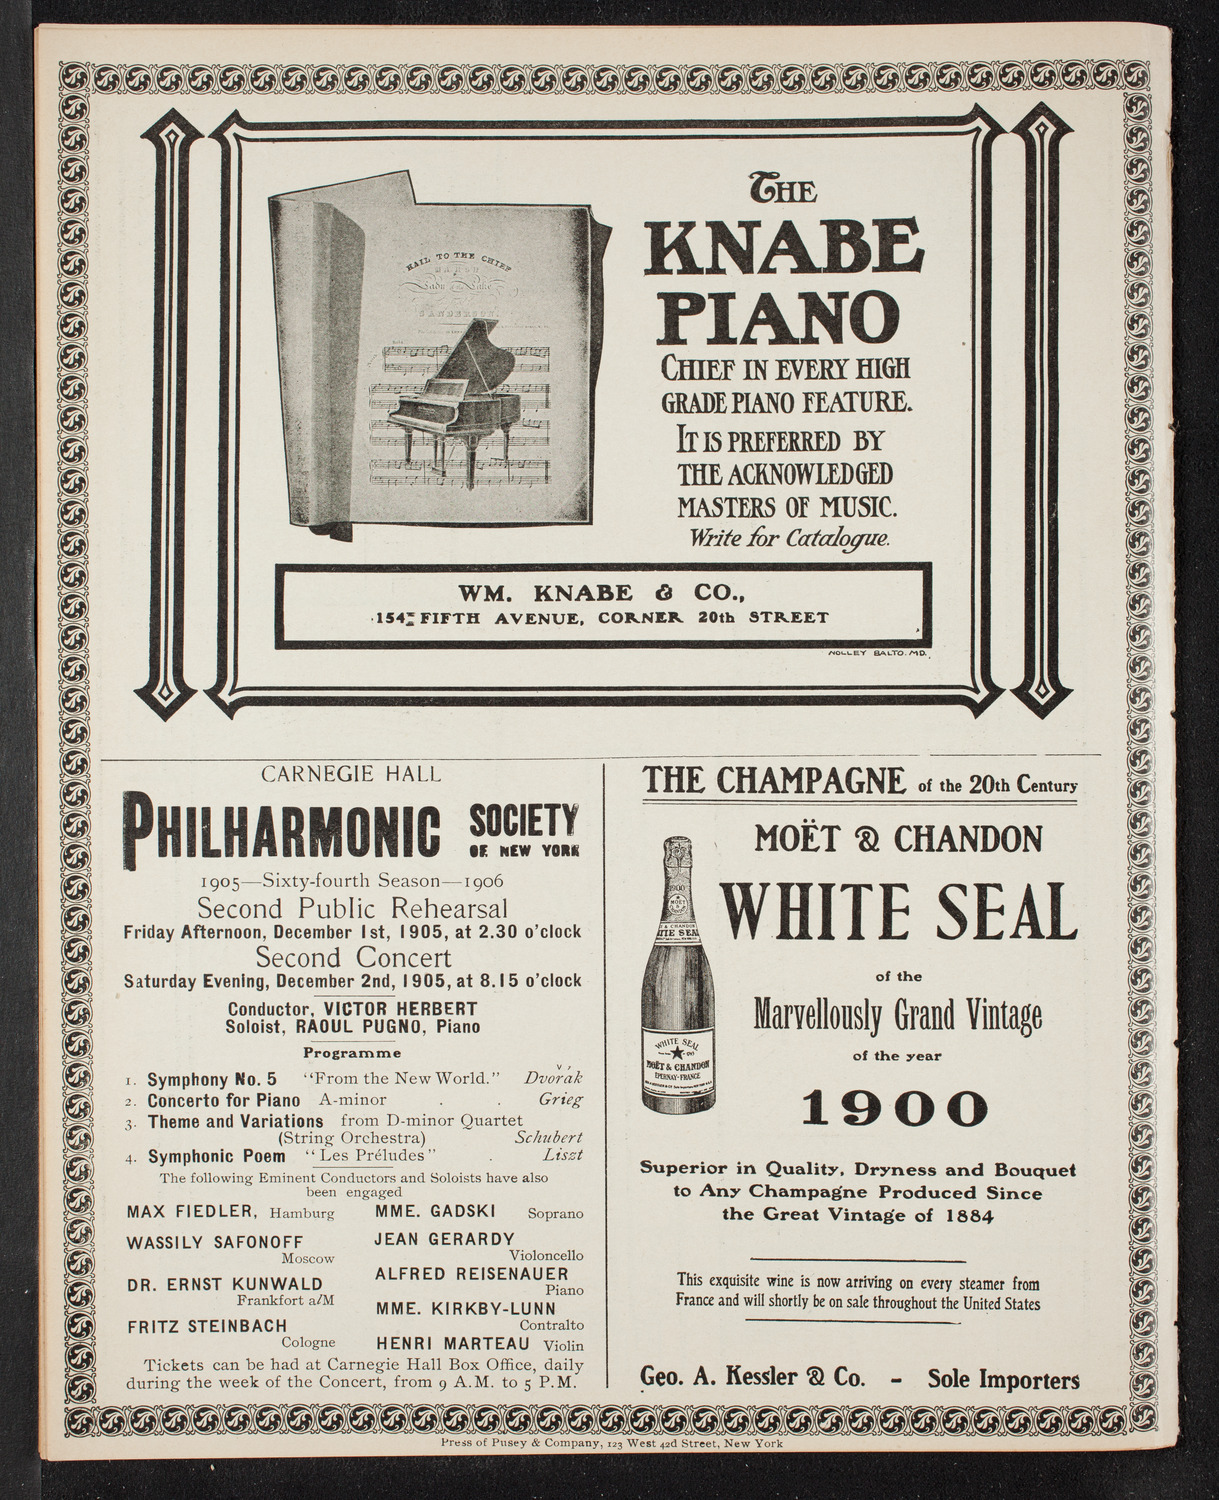 HAIL TO THE CHIEF
MARCH
Lady of the Lake
SANDERSON.
THE
KNABE
PIANO
CHIEF IN EVERY HIGH
GRADE PIANO FEATURE.
IT IS PREFERRED BY
THE ACKNOWLEDGED
MASTERS OF MUSIC.
Write for Catalogue.
WM. KNABE & CO.,
154 FIFTH AVENUE, CORNER 20th STREET
NOLLEY BALTO. MD.
CARNEGIE HALL
PHILHARMONIC SOCIETY
OF NEW YORK
1905—Sixty-fourth Season—1906
Second Public Rehearsal
Friday Afternoon, December 1st, 1905, at 2.30 o'clock
Second Concert
Saturday Evening, December 2nd, 1905, at 8.15 o'clock
Conductor, VICTOR HERBERT
Soloist, RAOUL PUGNO, Piano
Programme
1. Symphony No. 5 "From the New World." Dvořák
2. Concerto for Piano A-minor . . Grieg
3. Theme and Variations from D-minor Quartet
(String Orchestra) Schubert
4. Symphonic Poem "Les Préludes" . Liszt
The following Eminent Conductors and Soloists have also
been engaged
MAX FIEDLER, Hamburg
WASSILY SAFONOFF
Moscow
DR. ERNST KUNWALD
Frankfort a/M
FRITZ STEINBACH
Cologne
MME. GADSKI Soprano
JEAN GERARDY
Violoncello
ALFRED REISENAUER
Piano
MME. KIRKBY-LUNN
Contralto
HENRI MARTEAU Violin
Tickets can be had at Carnegie Hall Box Office, daily
during the week of the Concert, from 9 A.M. to 5 P.M.
THE CHAMPAGNE of the 20th Century
MOËT & CHANDON
WHITE SEAL
of the
Marvellously Grand Vintage
of the year
1900
1900
MOËT
WHITE SEAL
MOËT & CHANDON
EPERNAY-FRANCE
Superior in Quality, Dryness and Bouquet
to Any Champagne Produced Since
the Great Vintage of 1884
This exquisite wine is now arriving on every steamer from
France and will shortly be on sale throughout the United States
Geo. A. Kessler & Co. - Sole Importers
Press of Pusey & Company, 123 West 42d Street, New York